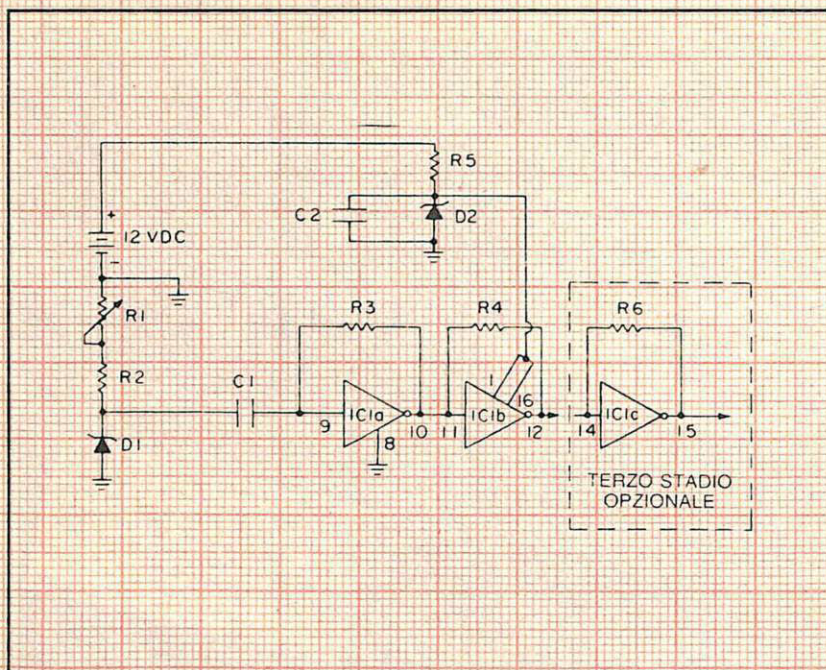 R5
C2
D2
+
12 VDC
-
R1
R3
R4
R6
R2
C1
1
16
IC1a
IC1b
IC1c
9
8
10
11
12
14
15
D1
TERZO STADIO
OPZIONALE